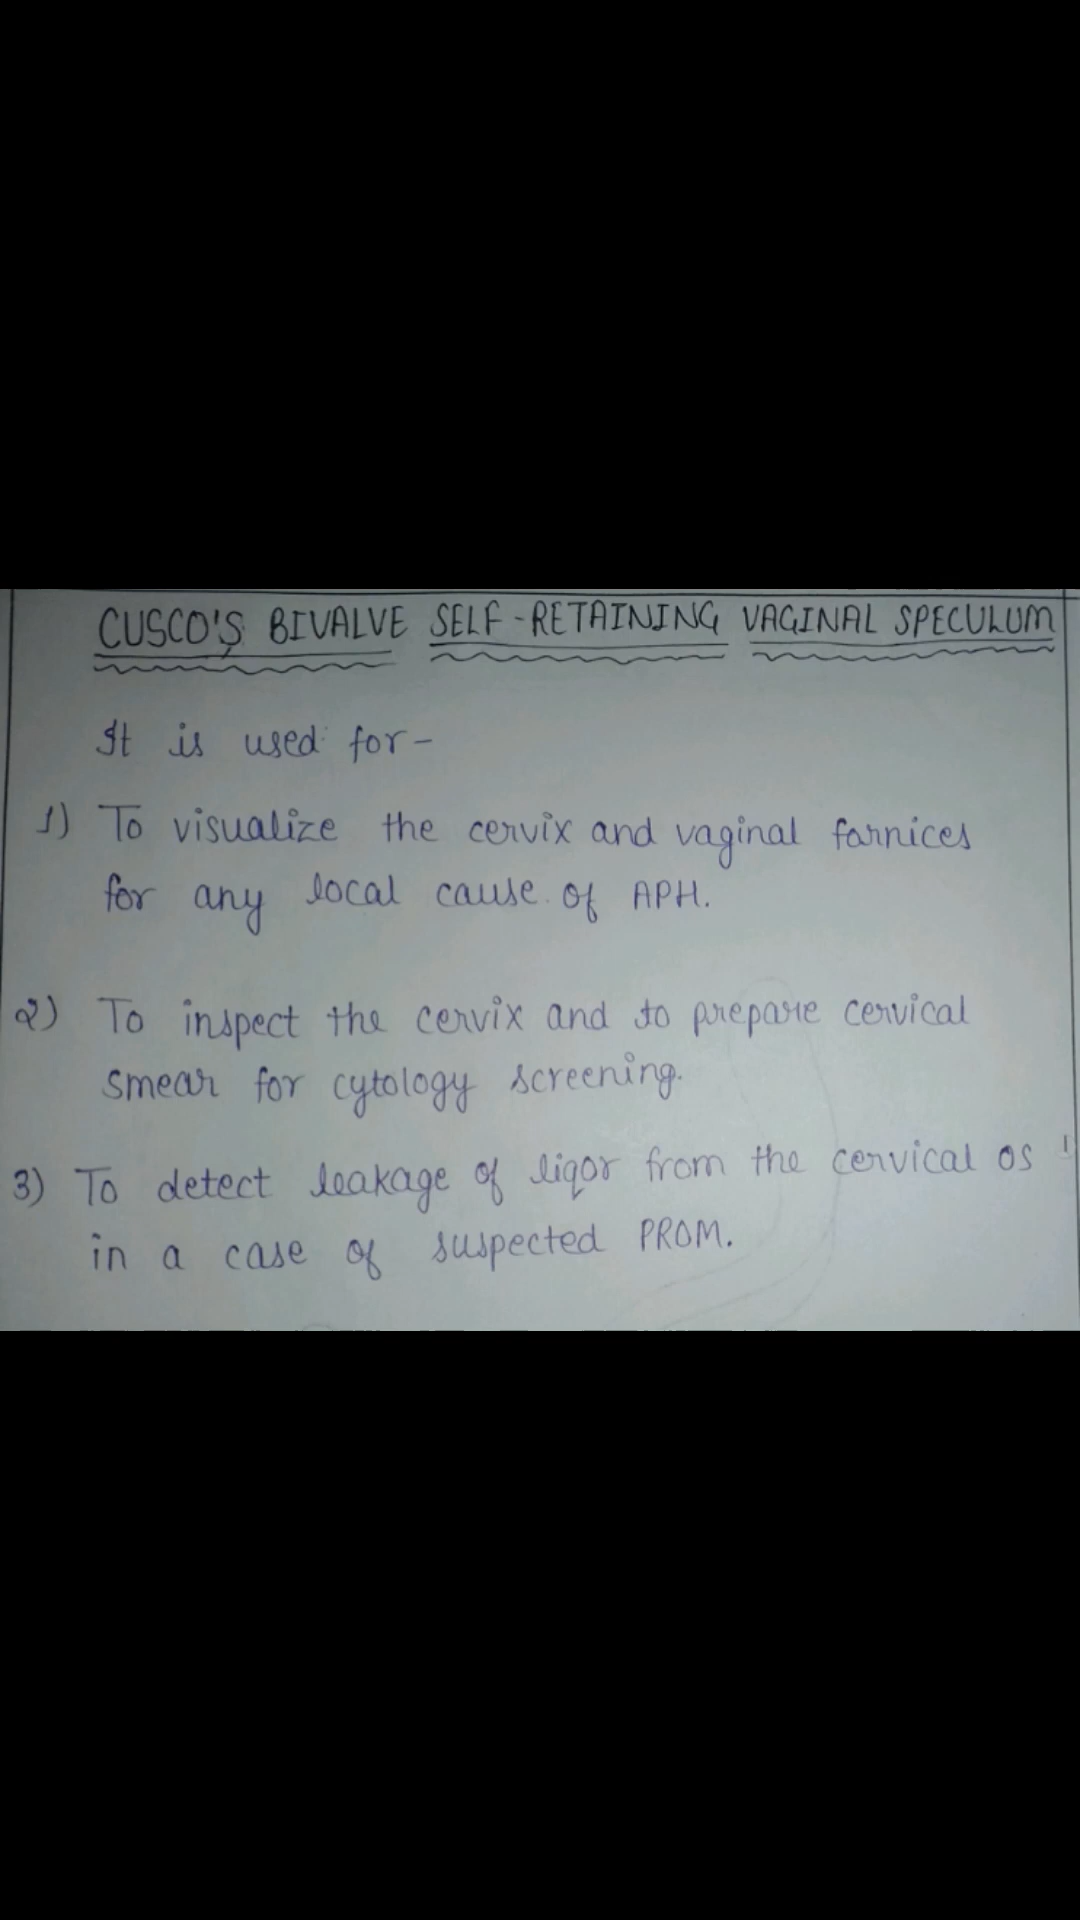 CUSCO'S BIVALVE SELF-RETAINING VAGINAL SPECULUM
It is used for-
1) To visualize the cervix and vaginal farnices
for any local cause of APH.
2) To inspect the cervix and to prepare cervical
smear for cytology screening.
3) To detect leakage of liqor from the cervical os
in a case of suspected PROM.